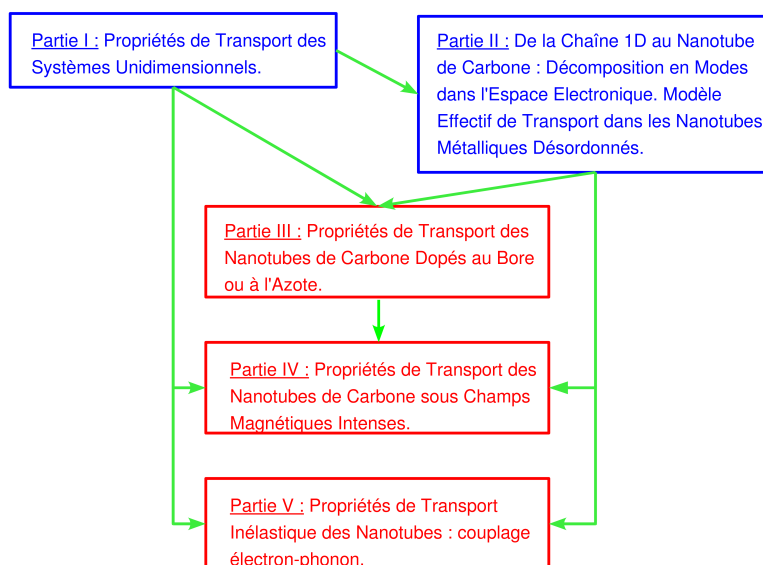 Partie I : Propriétés de Transport des
Systèmes Unidimensionnels.
Partie II : De la Chaîne 1D au Nanotube
de Carbone : Décomposition en Modes
dans l'Espace Electronique. Modèle
Effectif de Transport dans les Nanotubes
Métalliques Désordonnés.
Partie III : Propriétés de Transport des
Nanotubes de Carbone Dopés au Bore
ou à l'Azote.
Partie IV : Propriétés de Transport des
Nanotubes de Carbone sous Champs
Magnétiques Intenses.
Partie V : Propriétés de Transport
Inélastique des Nanotubes : couplage
électron-phonon.